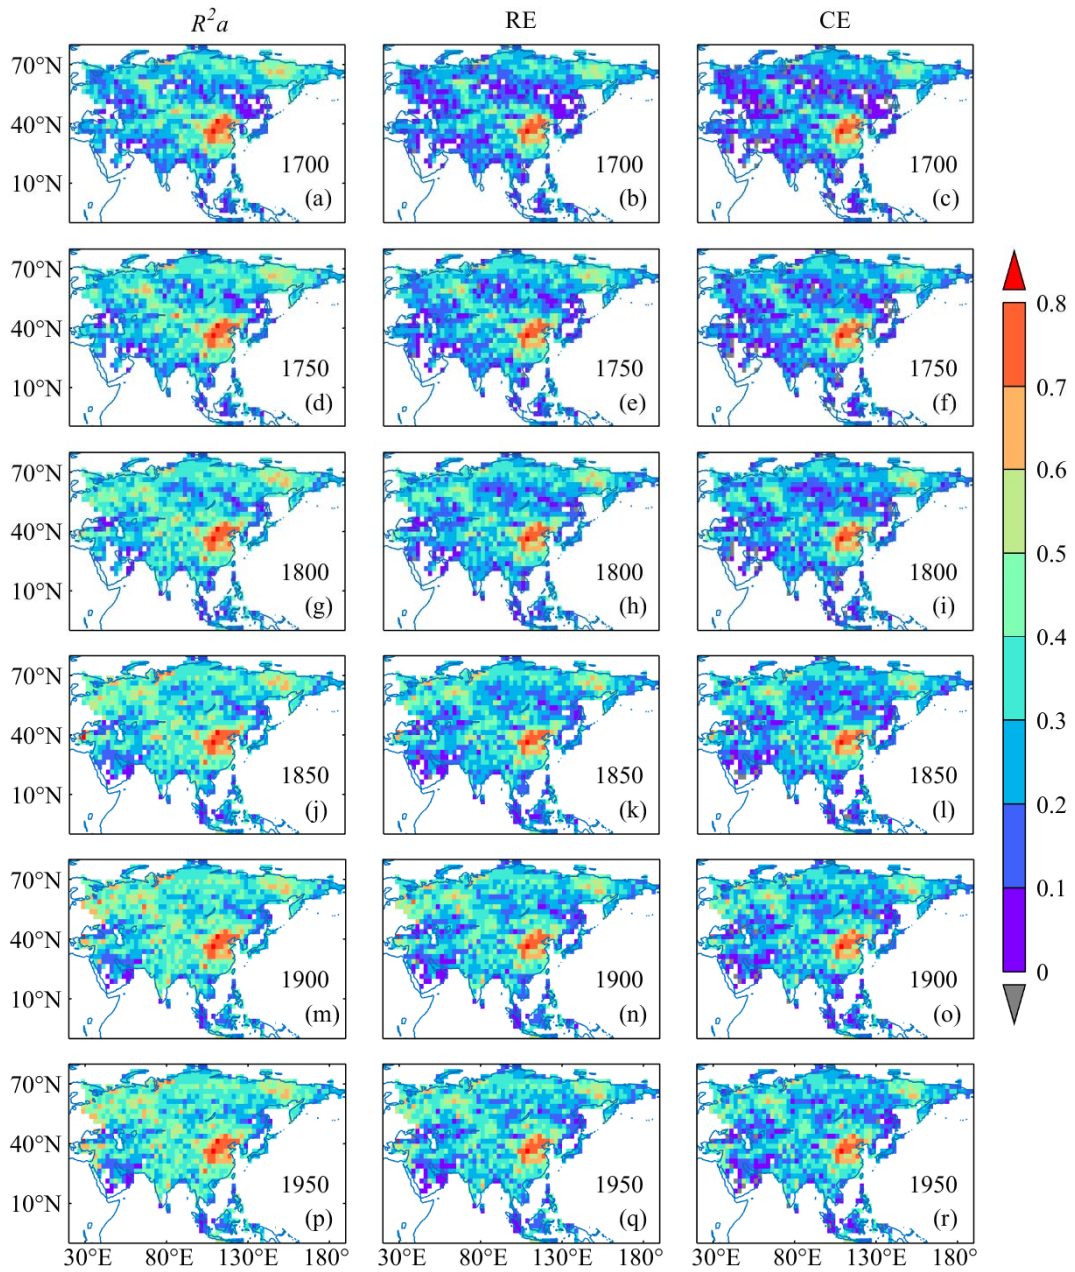 R²a RE CE
70°N
40°N
10°N
1700 1700 1700
(a) (b) (c)
70°N
40°N
10°N
1750 1750 1750
(d) (e) (f)
70°N
40°N
10°N
1800 1800 1800
(g) (h) (i)
70°N
40°N
10°N
1850 1850 1850
(j) (k) (l)
70°N
40°N
10°N
1900 1900 1900
(m) (n) (o)
70°N
40°N
10°N
1950 1950 1950
(p) (q) (r)
30°E 80°E 130°E 180° 30°E 80°E 130°E 180° 30°E 80°E 130°E 180°
0.8
0.7
0.6
0.5
0.4
0.3
0.2
0.1
0